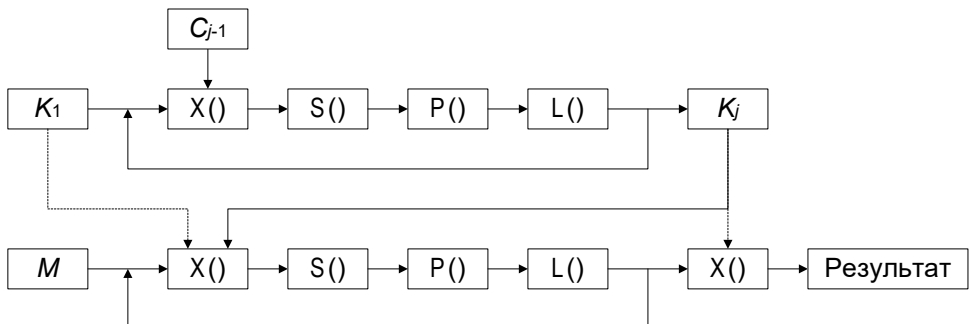 Cj-1
K1 X() S() P() L() Kj
M X() S() P() L() X() Результат